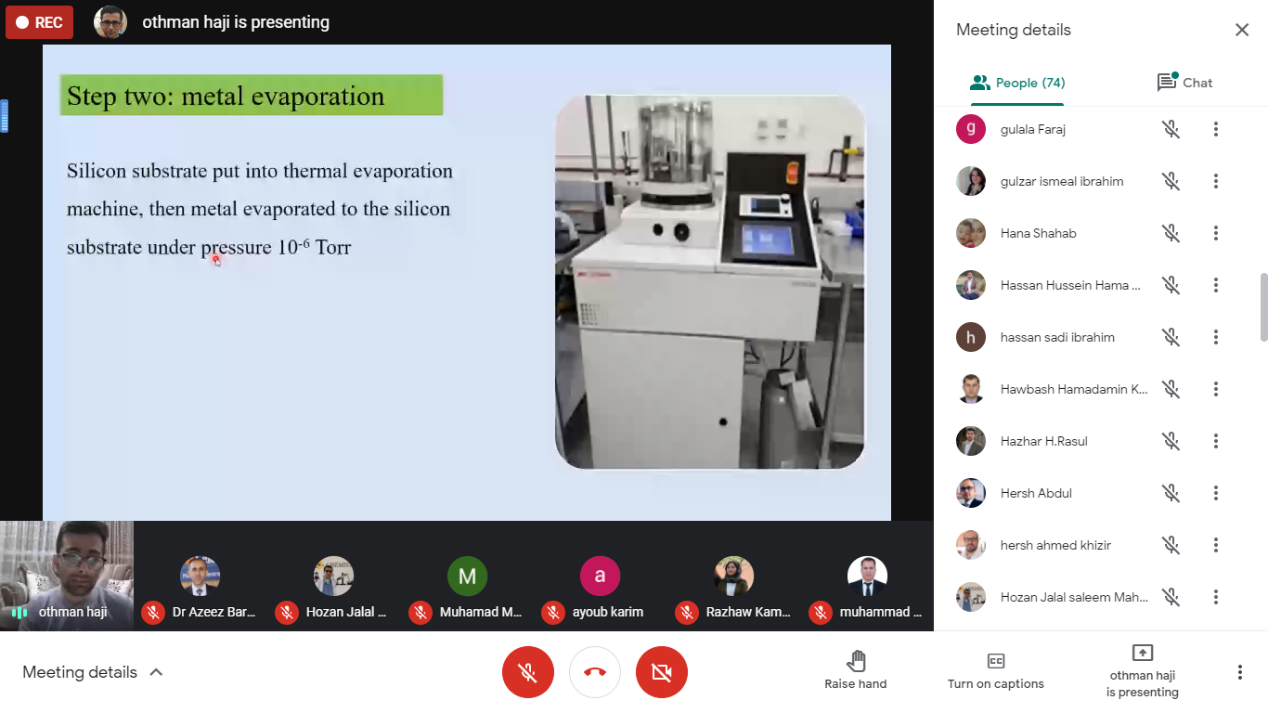 REC
othman haji is presenting
Step two: metal evaporation
Silicon substrate put into thermal evaporation
machine, then metal evaporated to the silicon
substrate under pressure 10⁻⁶ Torr
othman haji
Dr Azeez Bar...
Hozan Jalal ...
M
Muhamad M...
a
ayoub karim
Razhaw Kam...
muhammad ...
Meeting details
People (74)
Chat
g
gulala Faraj
gulzar ismeal ibrahim
Hana Shahab
Hassan Hussein Hama ...
h
hassan sadi ibrahim
Hawbash Hamadamin K...
Hazhar H.Rasul
Hersh Abdul
hersh ahmed khizir
Hozan Jalal saleem Mah...
Meeting details
Raise hand
CC
Turn on captions
othman haji
is presenting